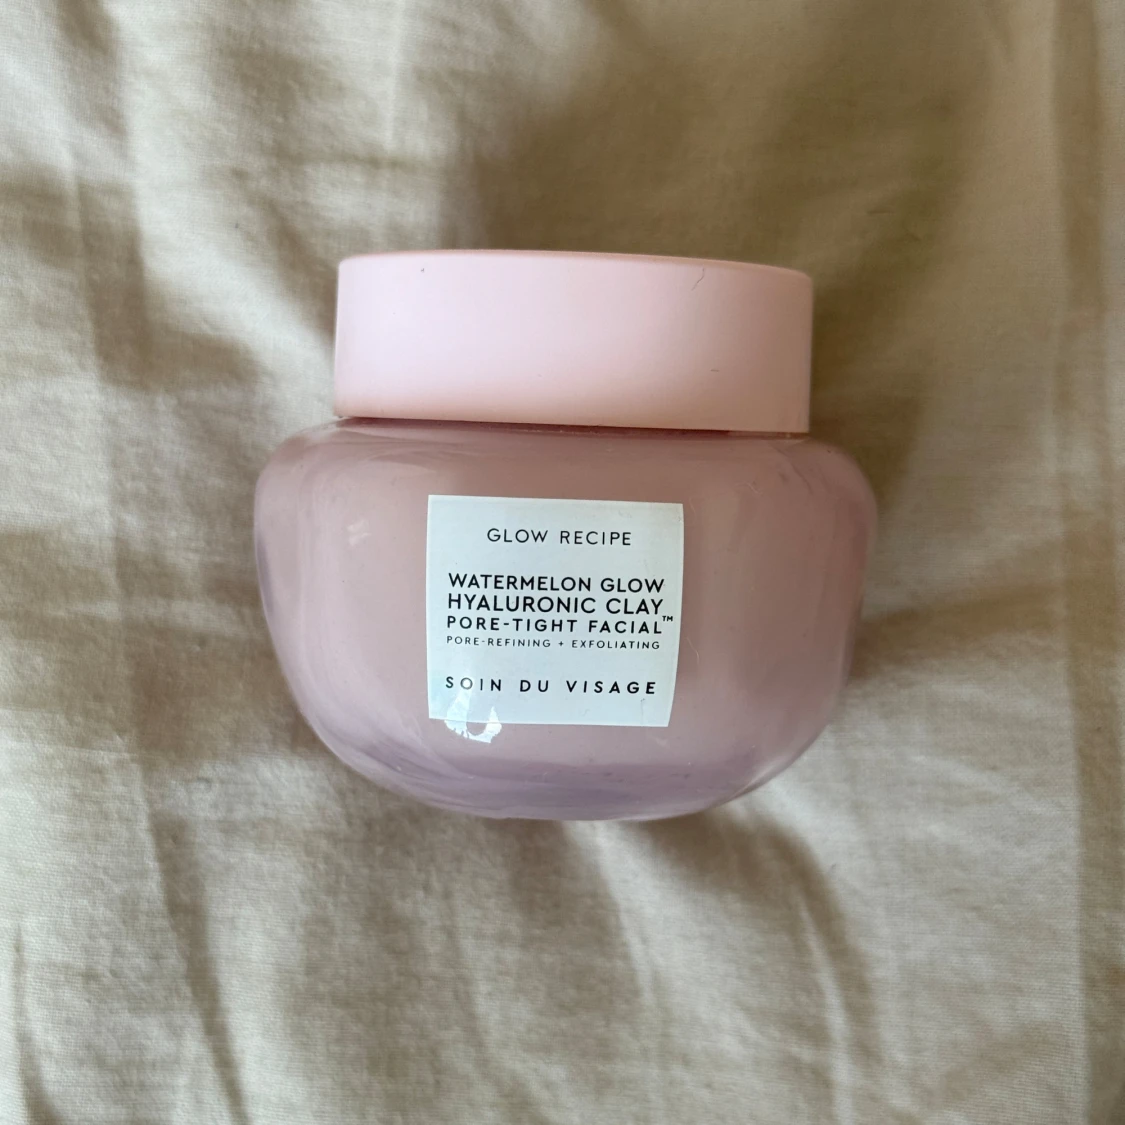 GLOW RECIPE
WATERMELON GLOW
HYALURONIC CLAY
PORE-TIGHT FACIAL™
PORE-REFINING + EXFOLIATING
SOIN DU VISAGE